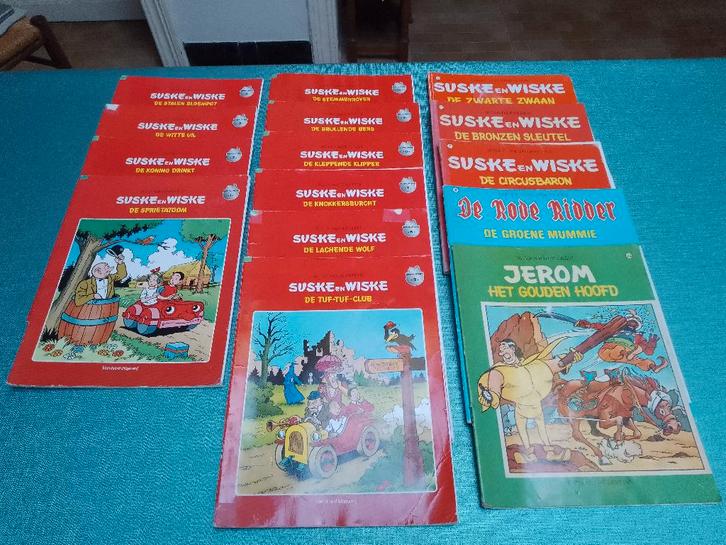 SUSKE EN WISKE
DE STALEN BLOEMPOT
SUSKE EN WISKE
DE WITTE UIL
SUSKE EN WISKE
DE KONING DRINKT
SUSKE EN WISKE
DE SPRIETATOOM
SUSKE EN WISKE
DE STEMMENROVER
SUSKE EN WISKE
DE BRULLENDE BERG
SUSKE EN WISKE
DE KLEPPENDE KLIPPER
SUSKE EN WISKE
DE KNOKKERSBURCHT
SUSKE EN WISKE
DE LACHENDE WOLF
SUSKE EN WISKE
DE TUF-TUF-CLUB
SUSKE EN WISKE
DE ZWARTE ZWAAN
SUSKE EN WISKE
DE BRONZEN SLEUTEL
SUSKE EN WISKE
DE CIRCUSBARON
De Rode Ridder
DE GROENE MUMMIE
JEROM
HET GOUDEN HOOFD